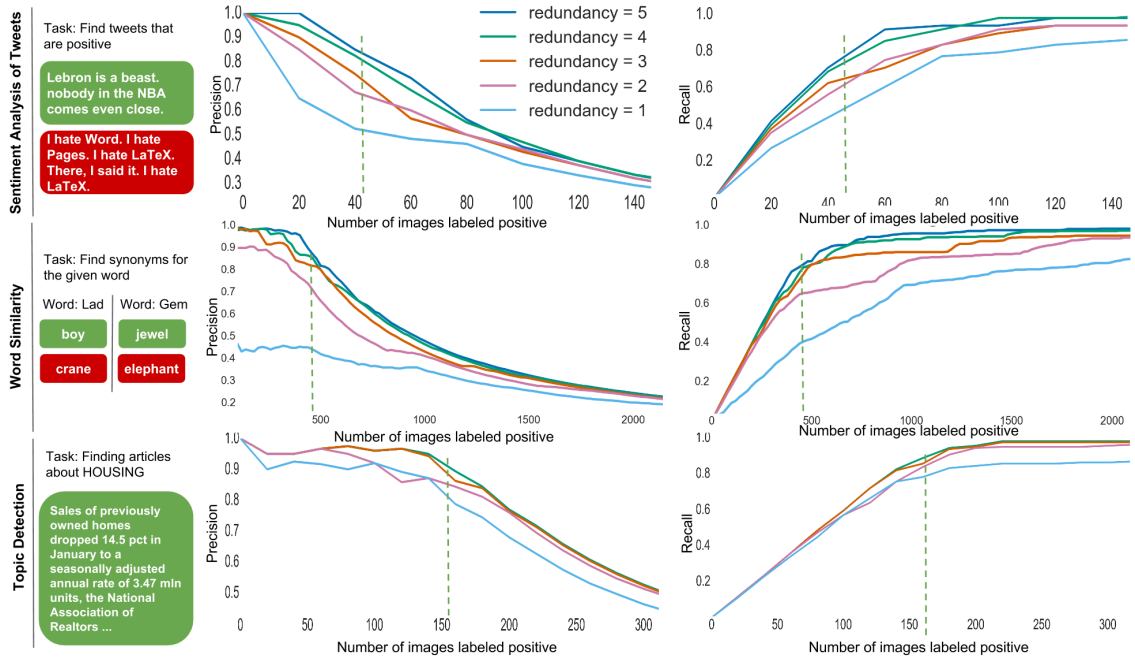 Sentiment Analysis of Tweets
Task: Find tweets that
are positive
Lebron is a beast.
nobody in the NBA
comes even close.
I hate Word. I hate
Pages. I hate LaTeX.
There, I said it. I hate
LaTeX.
Precision
1.0
0.9
0.8
0.7
0.6
0.5
0.4
0.3
0
20
40
60
80
100
120
140
Number of images labeled positive
redundancy = 5
redundancy = 4
redundancy = 3
redundancy = 2
redundancy = 1
Recall
1.0
0.8
0.6
0.4
0.2
0
20
40
60
80
100
120
140
Number of images labeled positive
Word Similarity
Task: Find synonyms for
the given word
Word: Lad
Word: Gem
boy
jewel
crane
elephant
Precision
1.0
0.9
0.8
0.7
0.6
0.5
0.4
0.3
0.2
500
1000
1500
2000
Number of images labeled positive
Recall
1.0
0.8
0.6
0.4
0.2
0
500
1000
1500
2000
Number of images labeled positive
Topic Detection
Task: Finding articles
about HOUSING
Sales of previously
owned homes
dropped 14.5 pct in
January to a
seasonally adjusted
annual rate of 3.47 mln
units, the National
Association of
Realtors ...
Precision
1.0
0.9
0.8
0.7
0.6
0.5
0
50
100
150
200
250
300
Number of images labeled positive
Recall
1.0
0.8
0.6
0.4
0.2
0
50
100
150
200
250
300
Number of images labeled positive